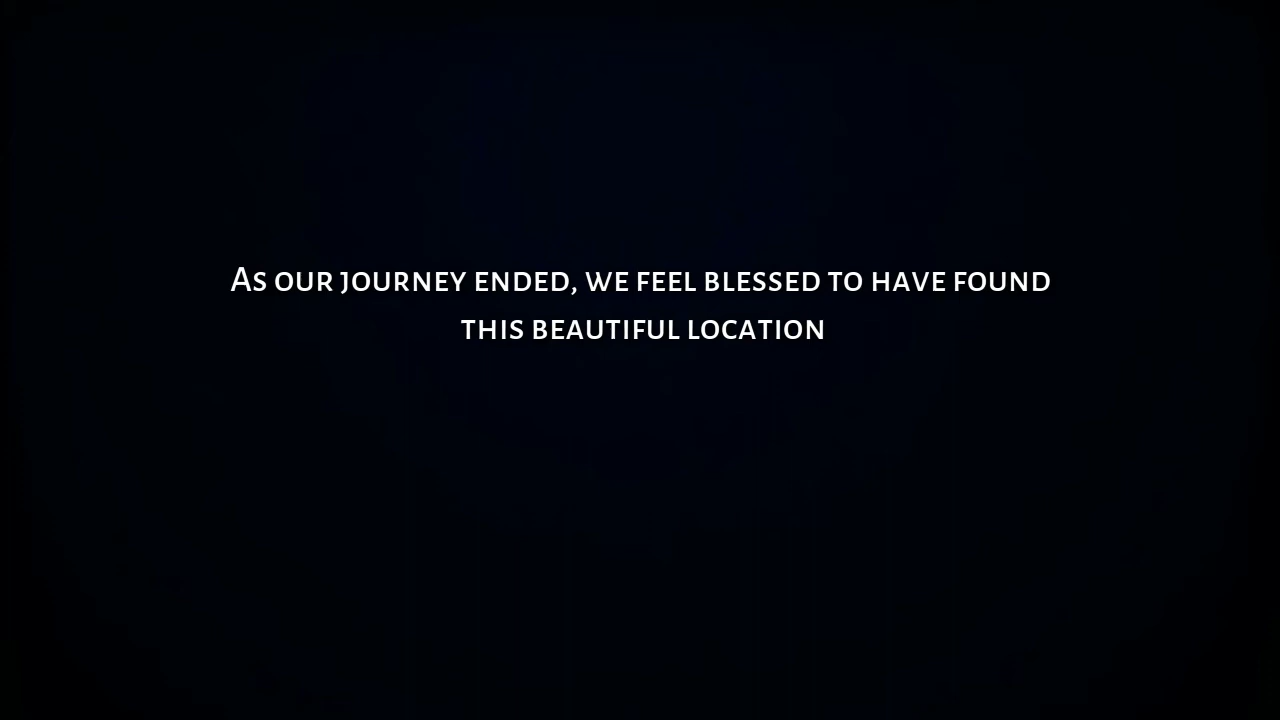 As our journey ended, we feel blessed to have found
this beautiful location